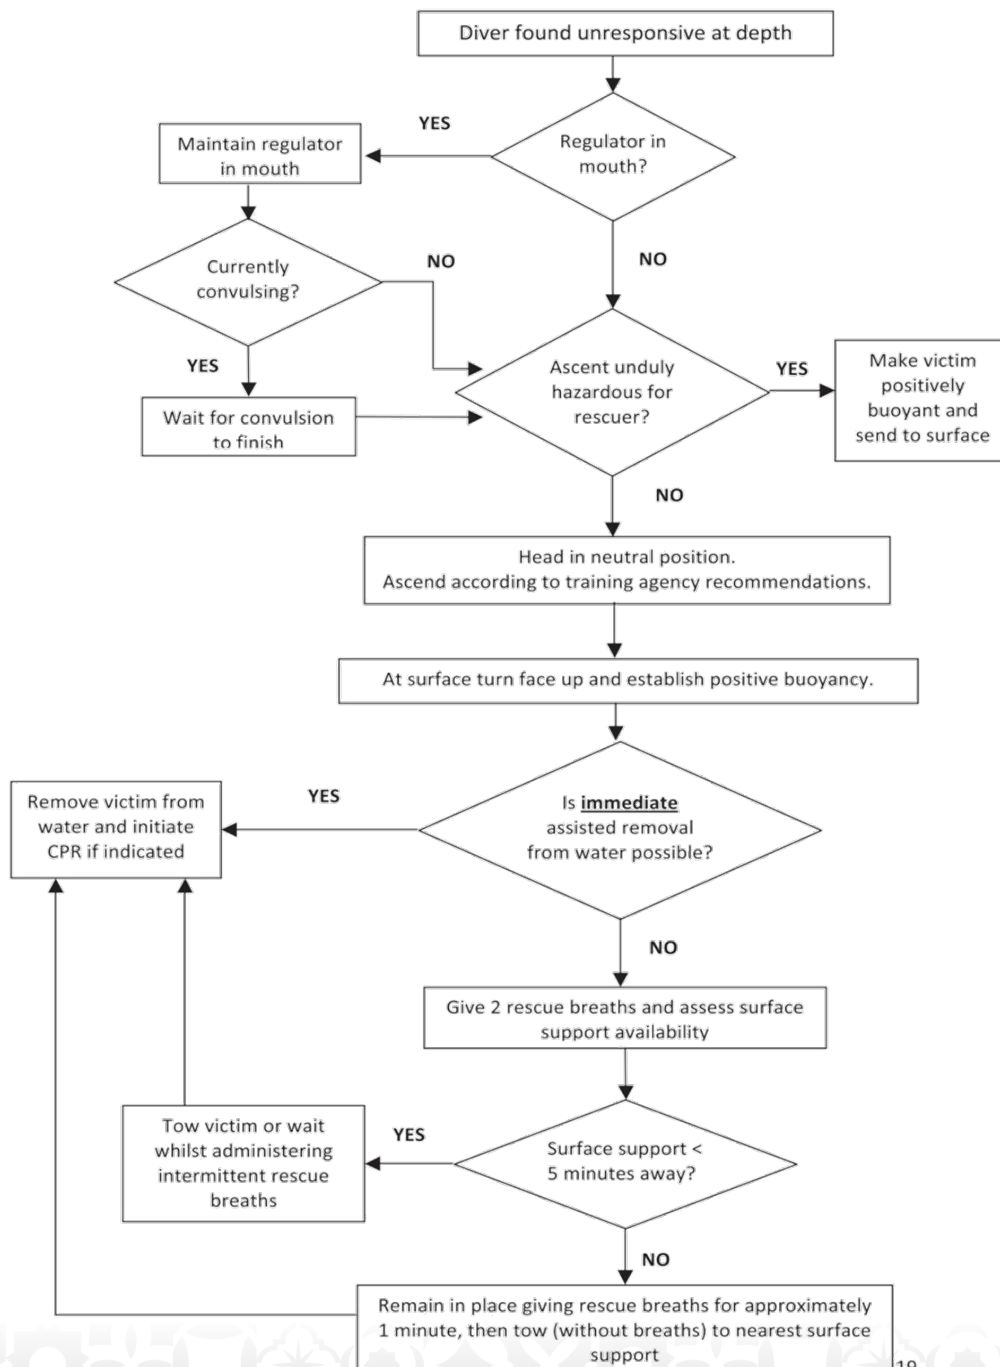 Diver found unresponsive at depth
YES
Regulator in
mouth?
Maintain regulator
in mouth
NO
Currently
convulsing?
NO
YES
Wait for convulsion
to finish
Ascent unduly
hazardous for
rescuer?
YES
Make victim
positively
buoyant and
send to surface
NO
Head in neutral position.
Ascend according to training agency recommendations.
At surface turn face up and establish positive buoyancy.
Is immediate
assisted removal
from water possible?
YES
Remove victim from
water and initiate
CPR if indicated
NO
Give 2 rescue breaths and assess surface
support availability
Surface support <
5 minutes away?
YES
Tow victim or wait
whilst administering
intermittent rescue
breaths
NO
Remain in place giving rescue breaths for approximately
1 minute, then tow (without breaths) to nearest surface
support
19